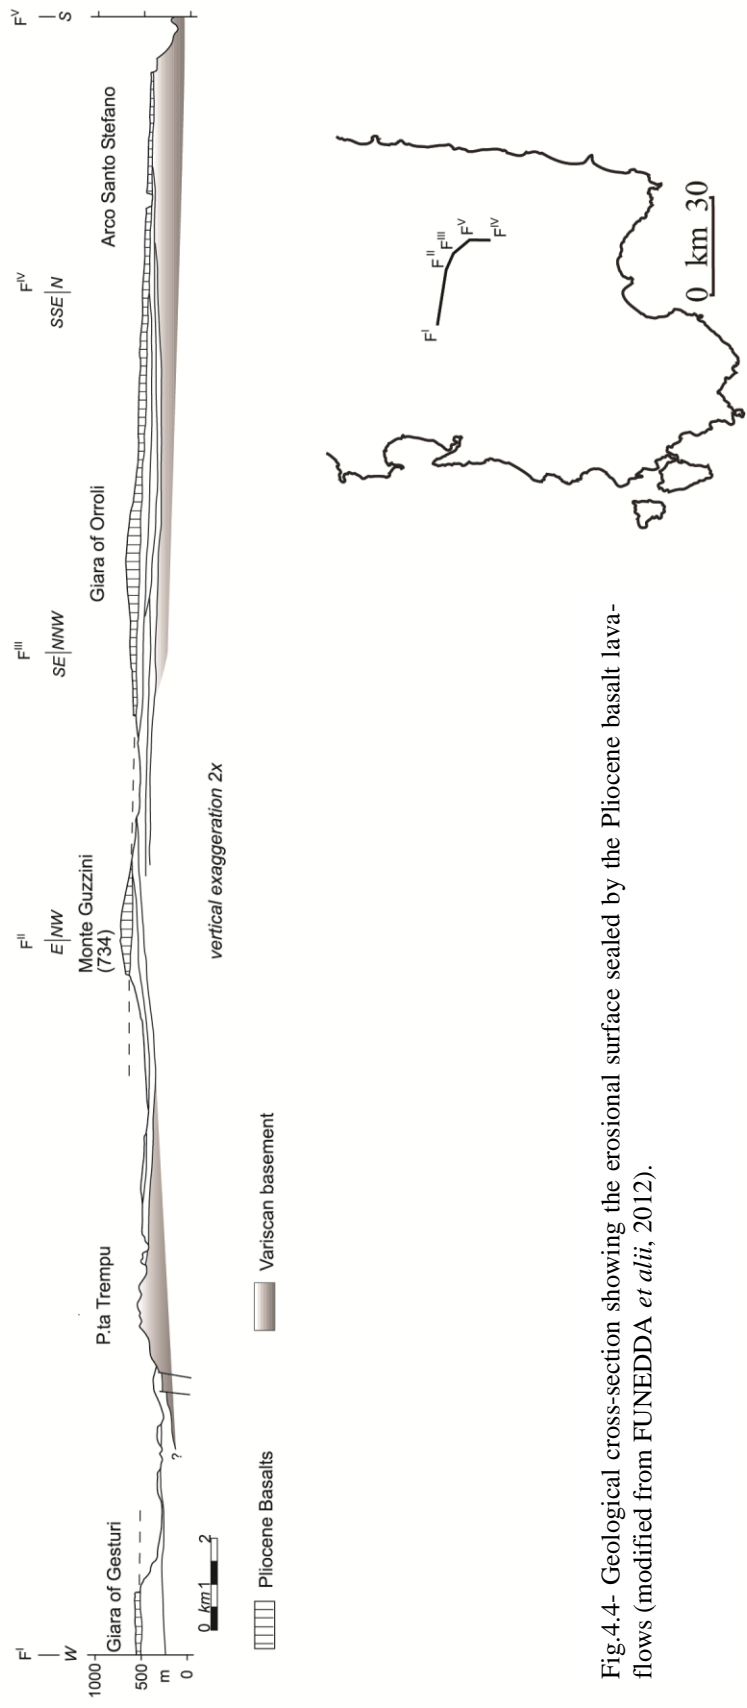 F^I
F^II
F^III
F^IV
F^V
W
E|NW
SE|NNW
SSE|N
S
Giara of Gesturi
P.ta Trempu
Monte Guzzini
(734)
Giara of Orroli
Arco Santo Stefano
1000
500
m
0
0 km1 2
?
vertical exaggeration 2x
Pliocene Basalts
Variscan basement
F^I
F^II
F^III
F^V
F^IV
0 km 30
Fig.4.4- Geological cross-section showing the erosional surface sealed by the Pliocene basalt lava-
flows (modified from FUNEDDA et alii, 2012).